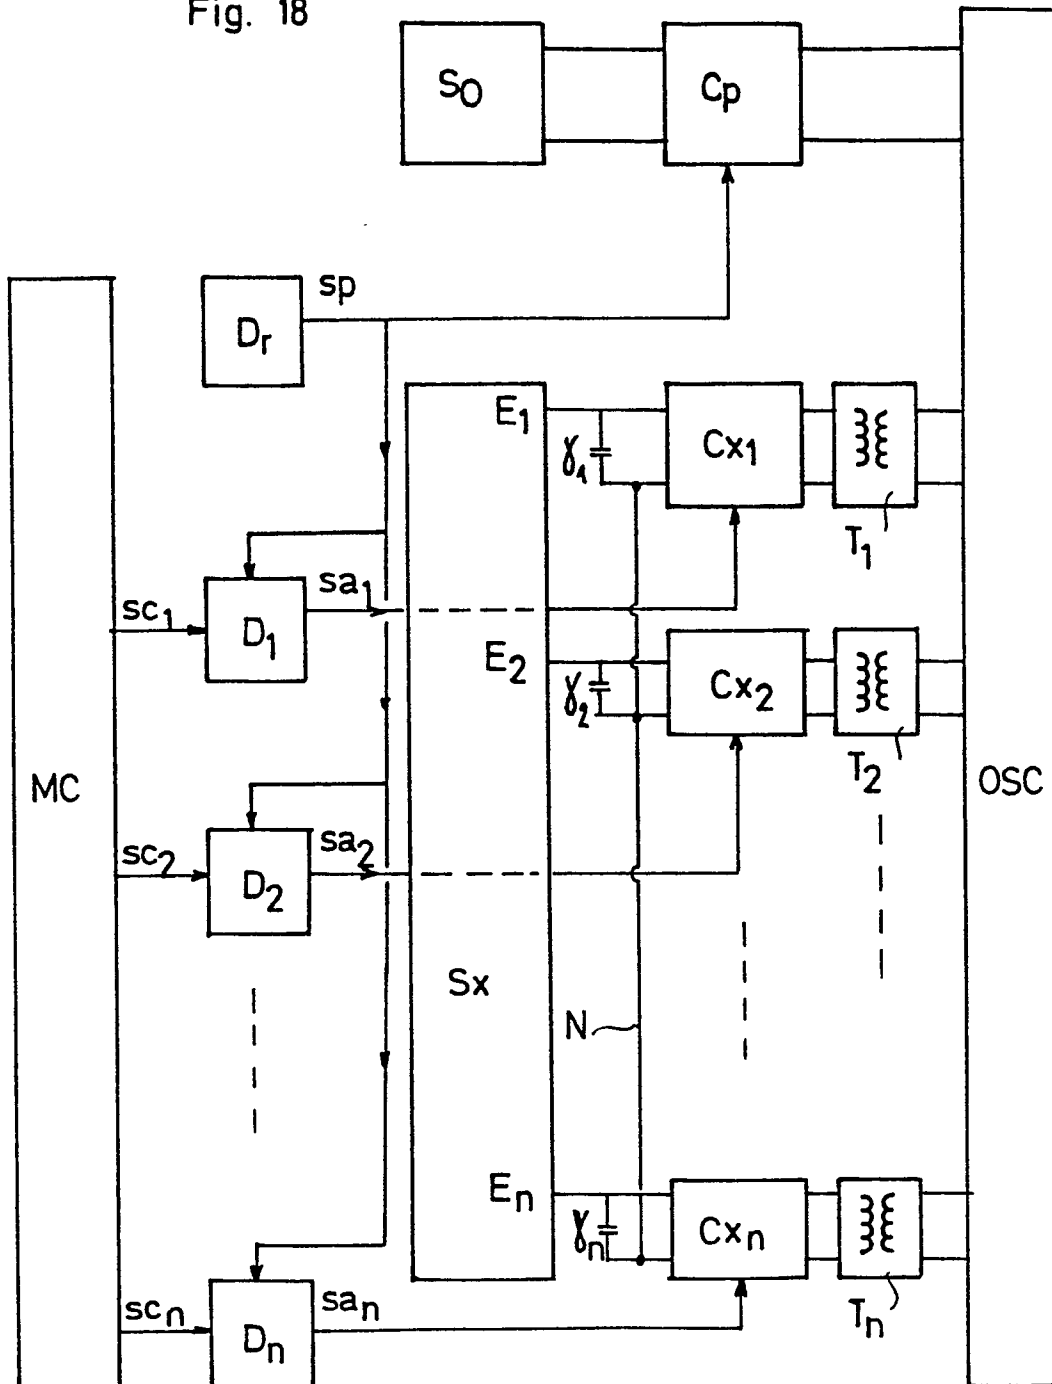 Fig. 18
S0
Cp
sp
Dr
E1
γ1
Cx1
T1
sc1
sa1
D1
E2
γ2
Cx2
T2
MC
OSC
sc2
sa2
D2
Sx
N
En
γn
Cxn
Tn
scn
san
Dn